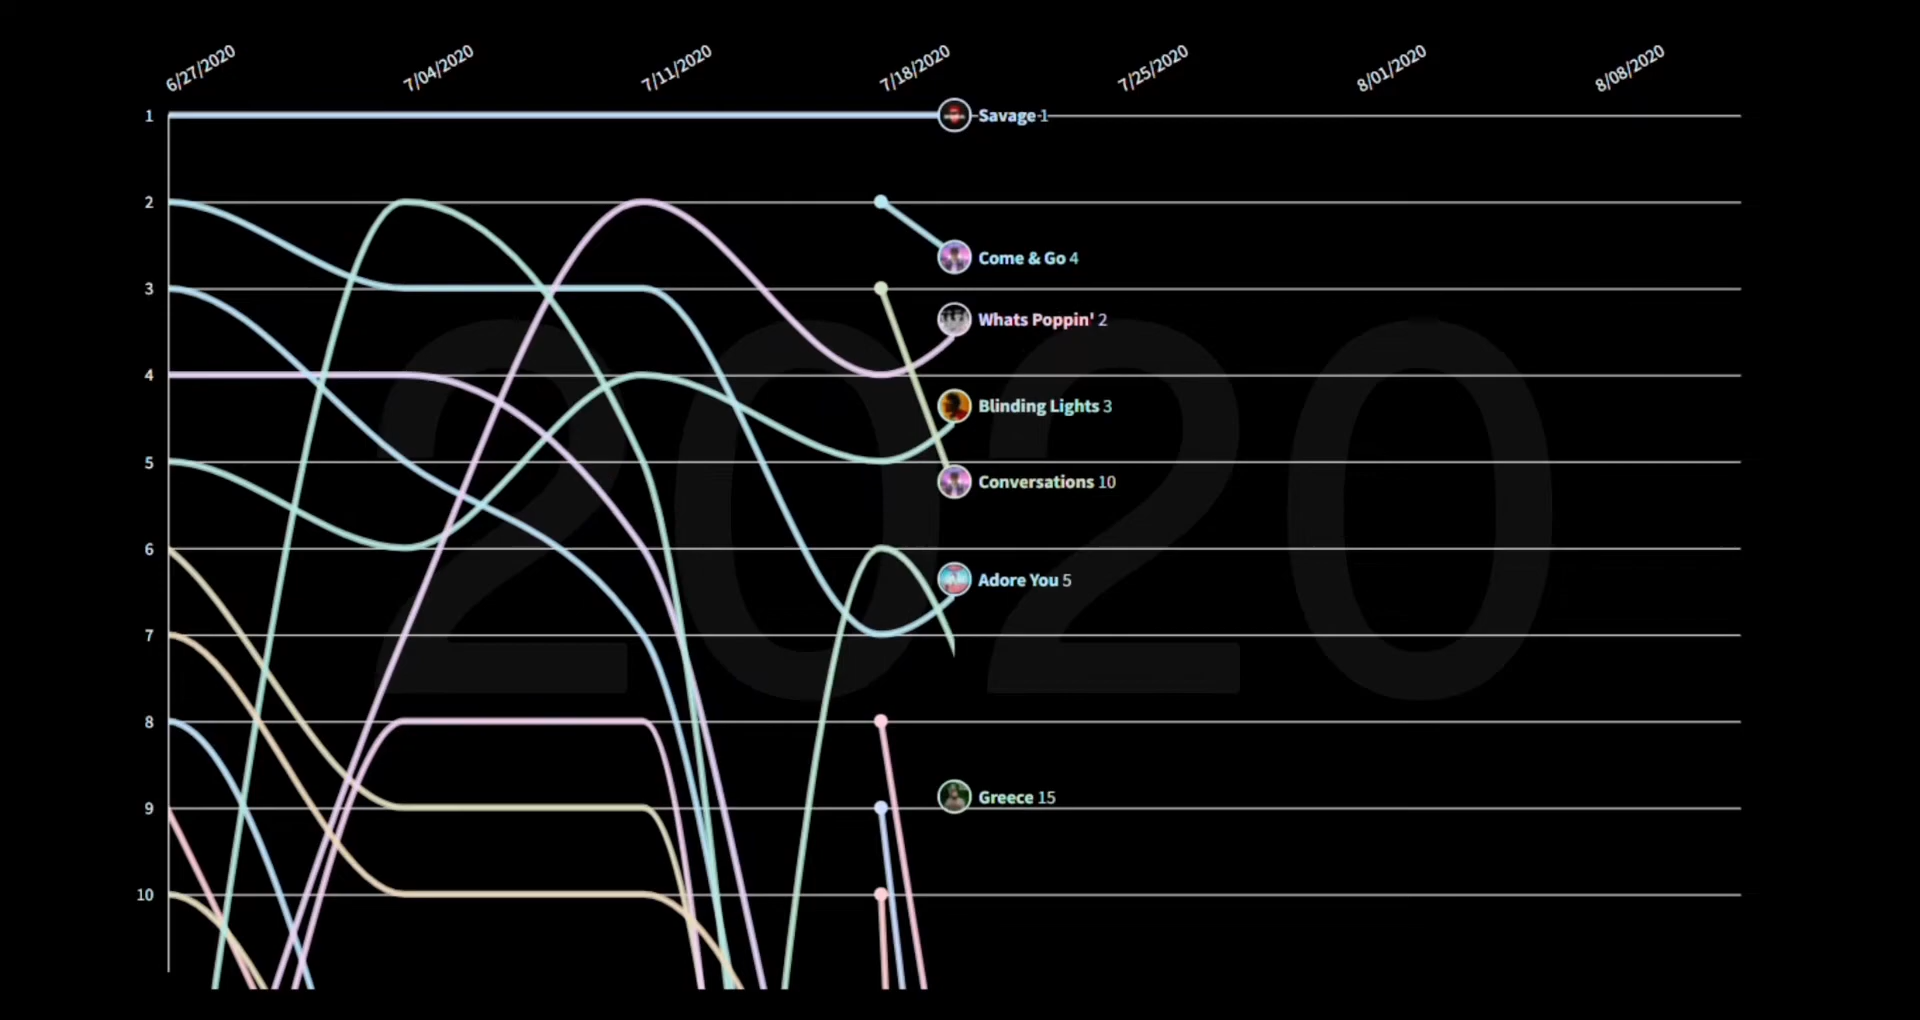 6/27/2020 7/04/2020 7/11/2020 7/18/2020 7/25/2020 8/01/2020 8/08/2020
1 Savage 1
2
Come & Go 4
3
Whats Poppin' 2
4
Blinding Lights 3
5
Conversations 10
6
Adore You 5
7
8
Greece 15
9
10
2020